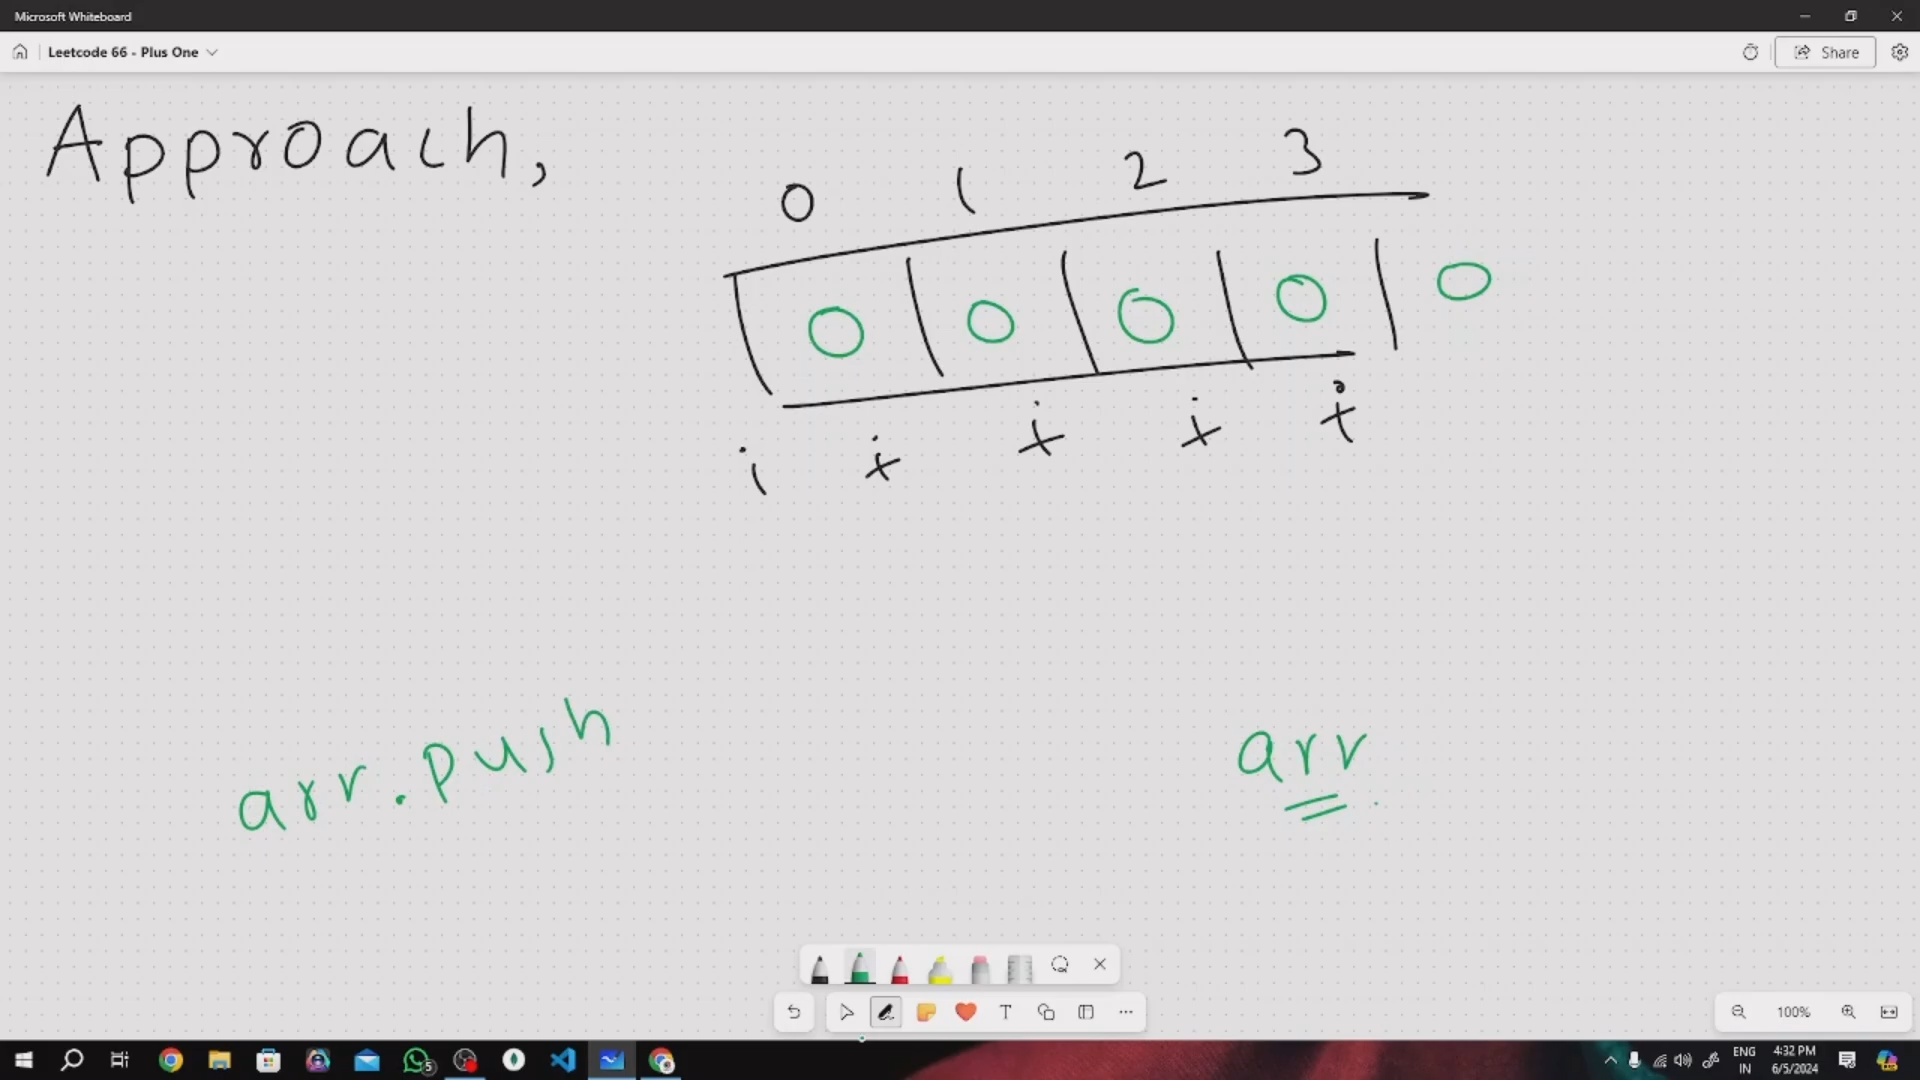 Microsoft Whiteboard
Leetcode 66 - Plus One
Share
Approach,
0 1 2 3
0 0 0 0 0
i i i i i
arr.push
arr
100%
5
ENG
IN
4:32 PM
6/5/2024